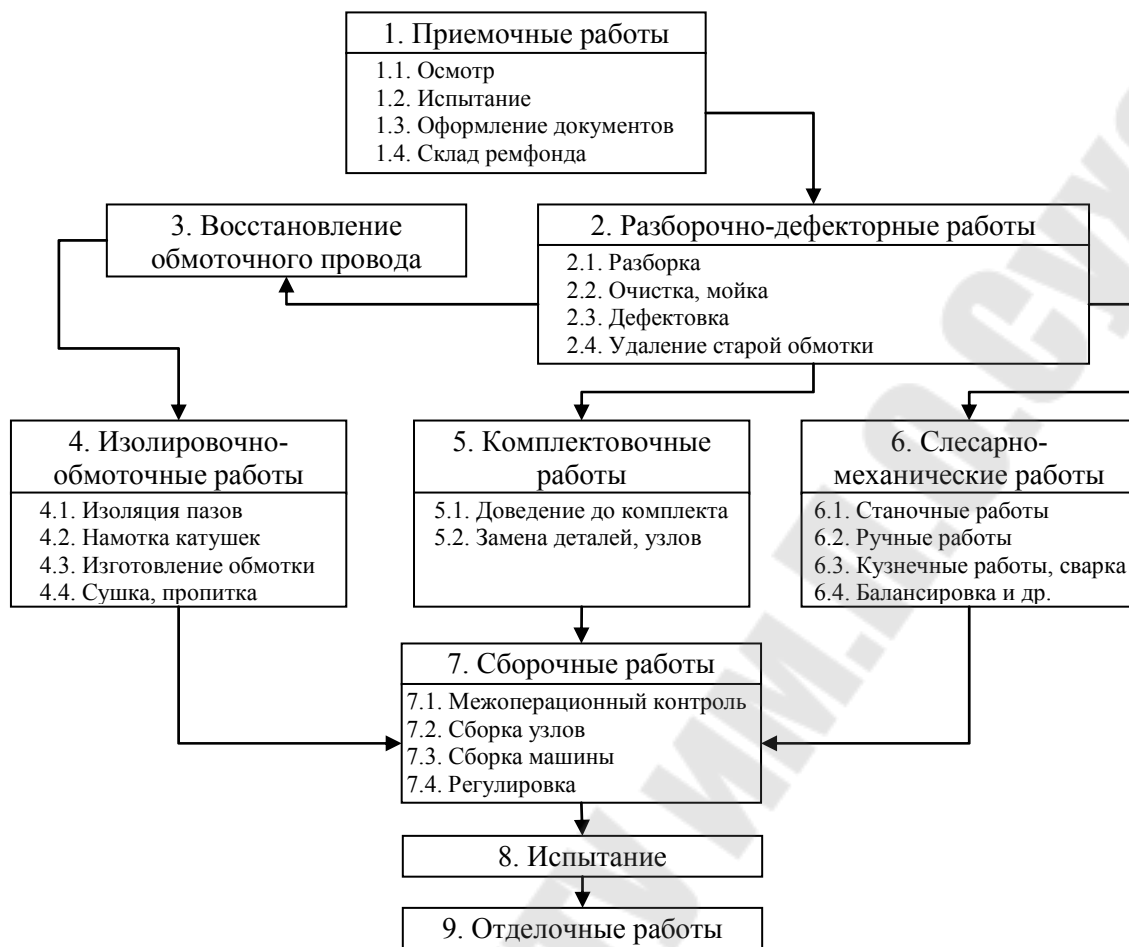 1. Приемочные работы
1.1. Осмотр
1.2. Испытание
1.3. Оформление документов
1.4. Склад ремфонда
3. Восстановление
обмоточного провода
2. Разборочно-дефекторные работы
2.1. Разборка
2.2. Очистка, мойка
2.3. Дефектовка
2.4. Удаление старой обмотки
4. Изолировочно-
обмоточные работы
4.1. Изоляция пазов
4.2. Намотка катушек
4.3. Изготовление обмотки
4.4. Сушка, пропитка
5. Комплектовочные
работы
5.1. Доведение до комплекта
5.2. Замена деталей, узлов
6. Слесарно-
механические работы
6.1. Станочные работы
6.2. Ручные работы
6.3. Кузнечные работы, сварка
6.4. Балансировка и др.
7. Сборочные работы
7.1. Межоперационный контроль
7.2. Сборка узлов
7.3. Сборка машины
7.4. Регулировка
8. Испытание
9. Отделочные работы